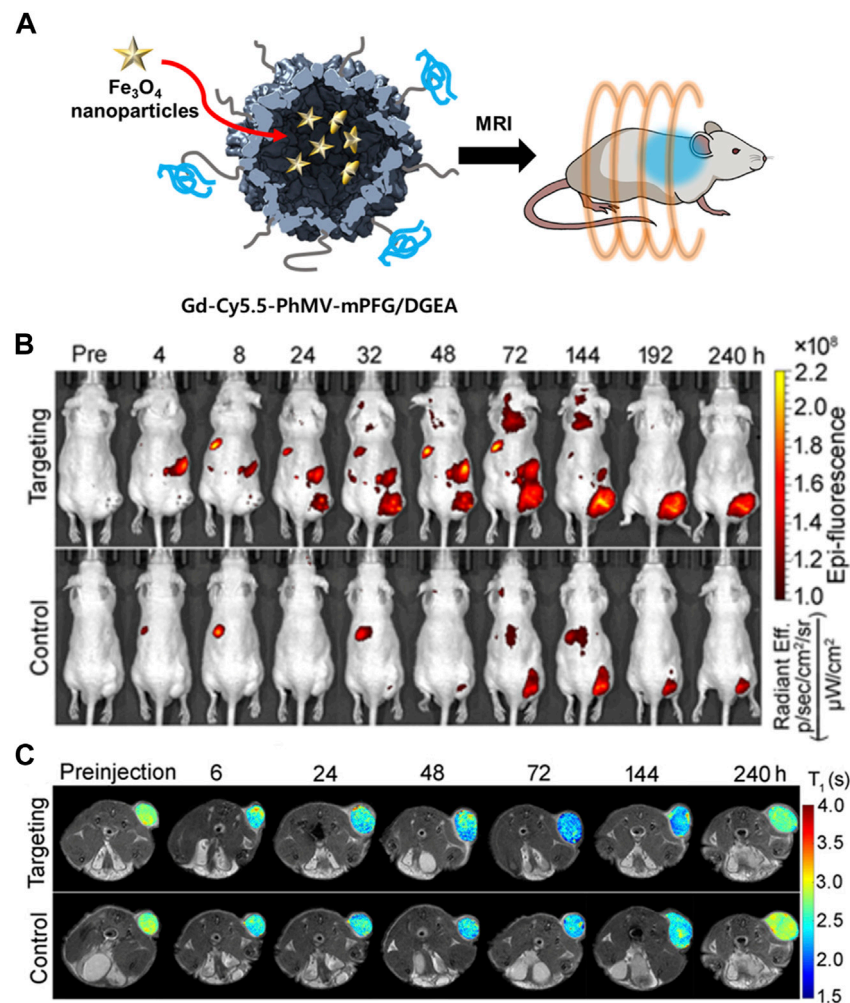 A
Fe₃O₄
nanoparticles
MRI
Gd-Cy5.5-PhMV-mPFG/DGEA
B
Pre 4 8 24 32 48 72 144 192 240 h
×10⁸
Targeting
Control
2.2
2.0
1.8
1.6
1.4
1.2
1.0
Epi-fluorescence
Radiant Eff.
p/sec/cm²/sr
µW/cm²
C
Preinjection 6 24 48 72 144 240 h
T₁ (s)
Targeting
Control
4.0
3.5
3.0
2.5
2.0
1.5